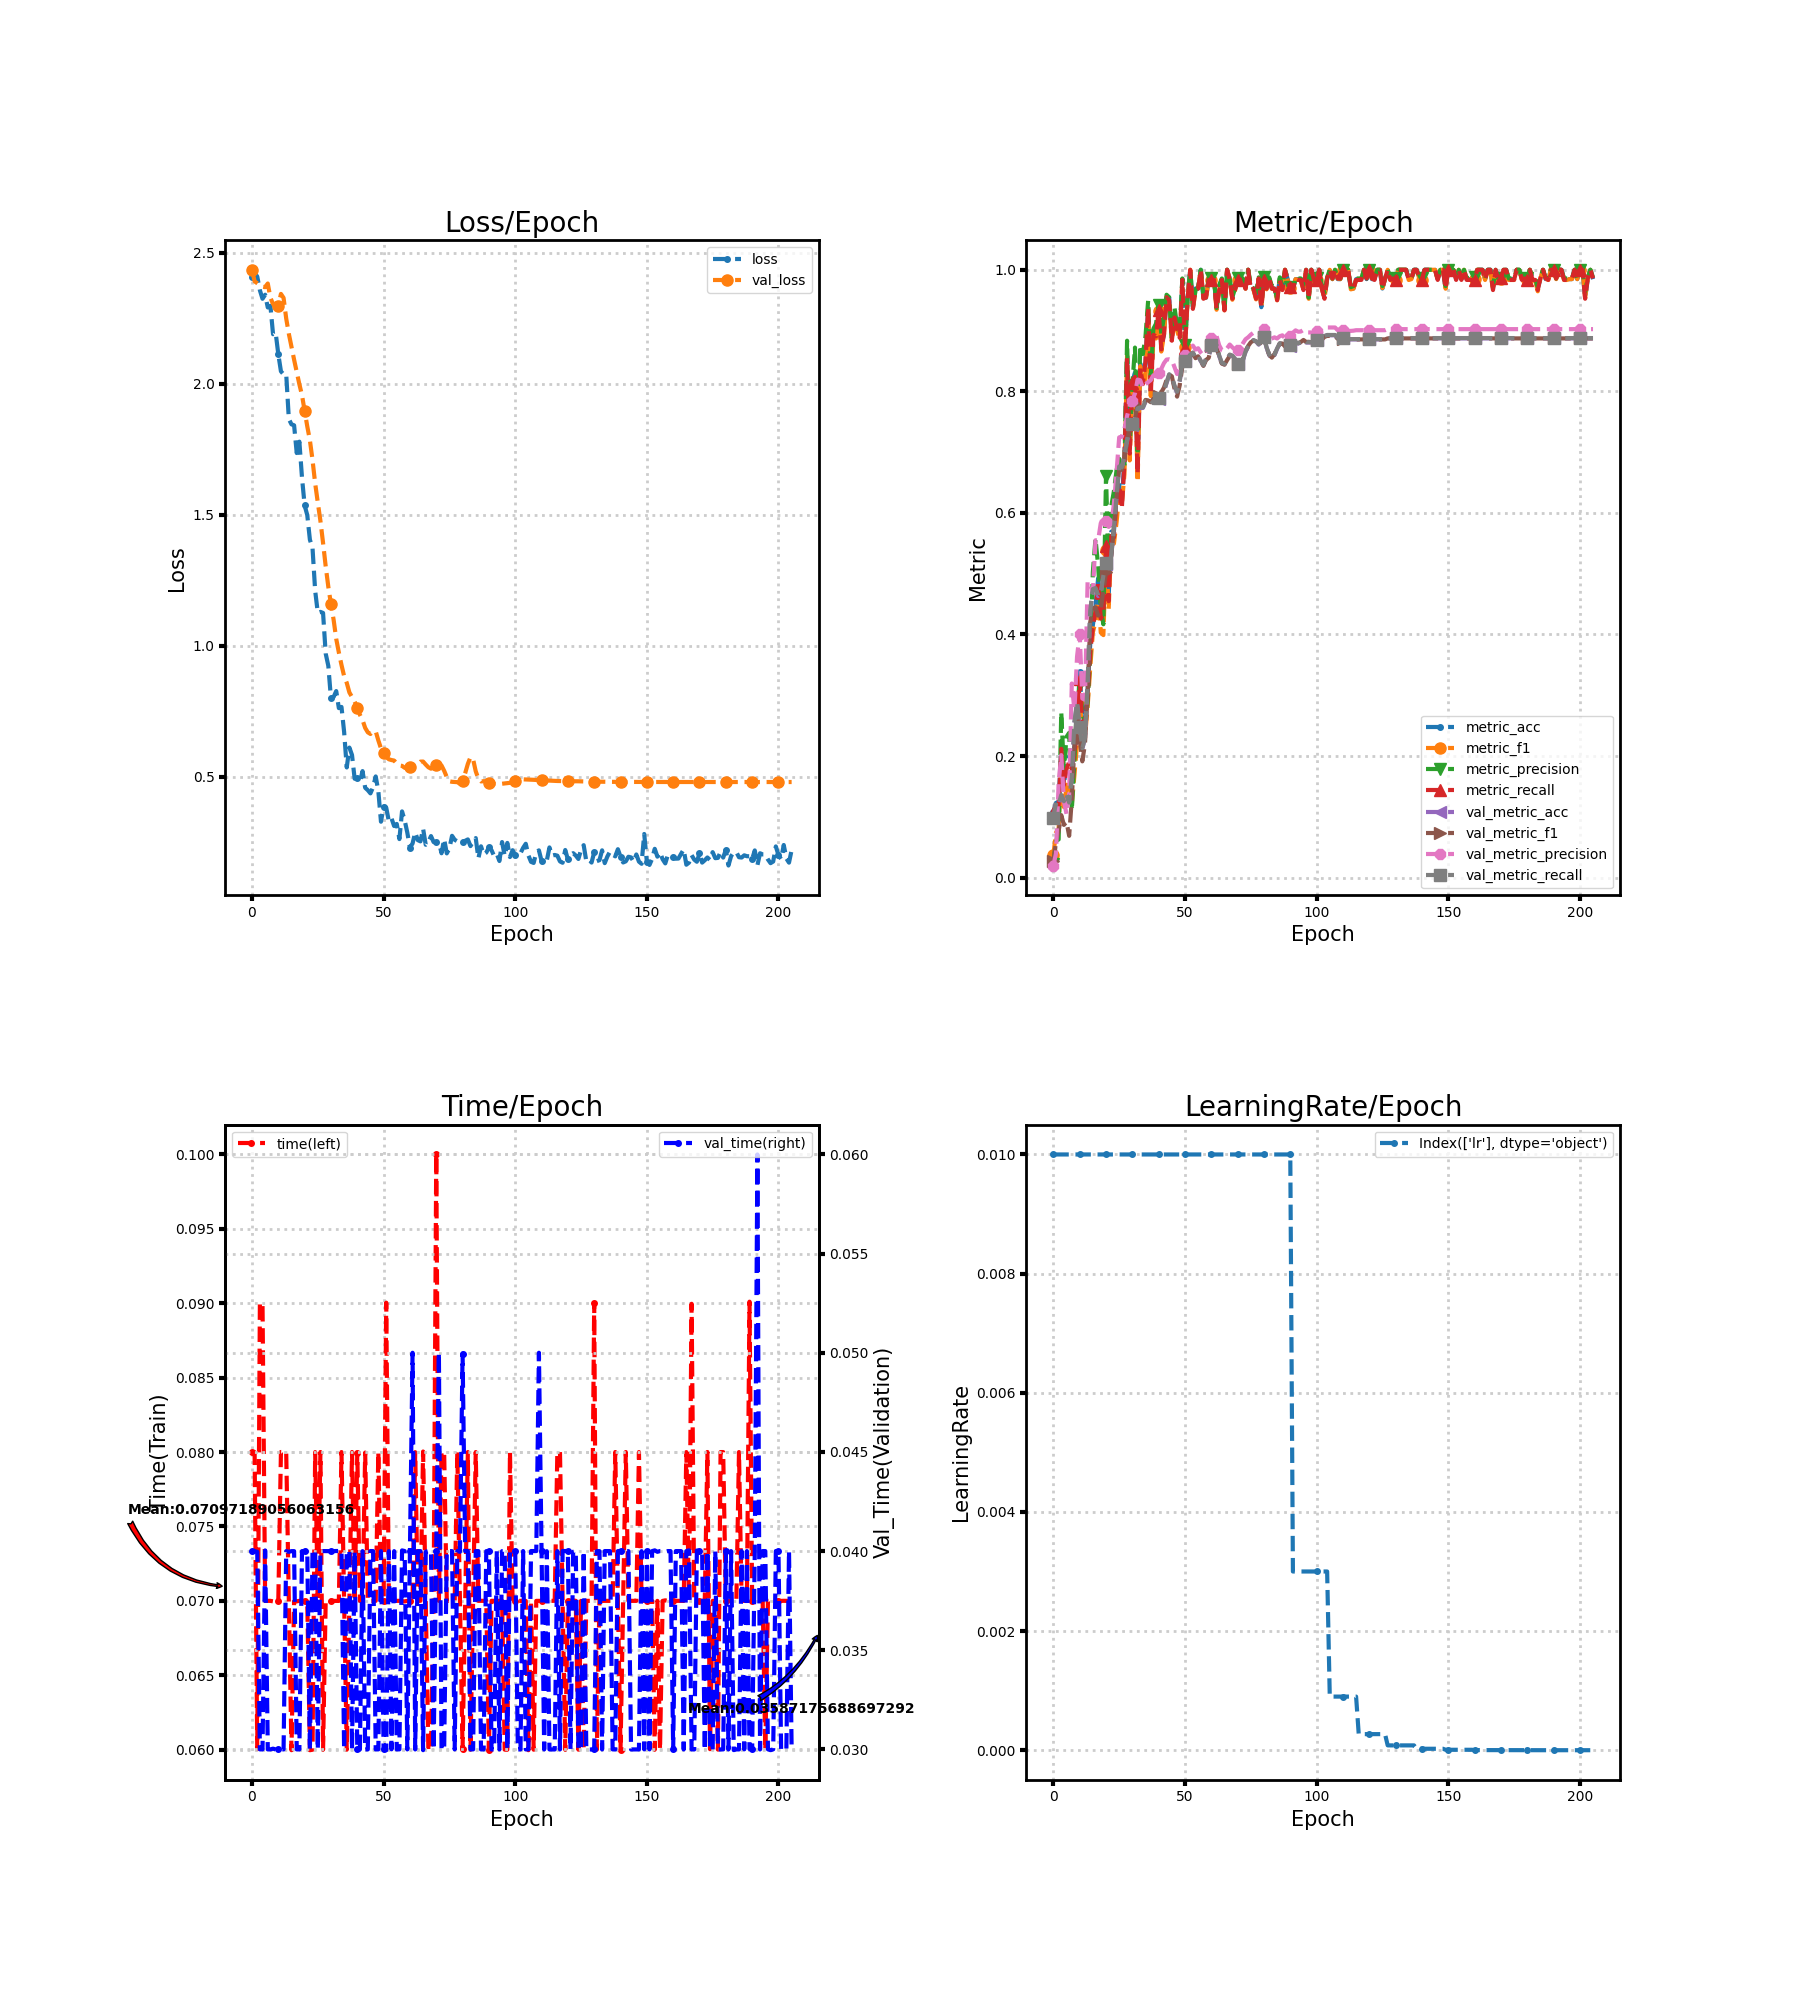 Loss/Epoch
2.5
2.0
1.5
1.0
0.5
Loss
loss
val_loss
0
50
100
150
200
Epoch
Metric/Epoch
1.0
0.8
0.6
0.4
0.2
0.0
Metric
metric_acc
metric_f1
metric_precision
metric_recall
val_metric_acc
val_metric_f1
val_metric_precision
val_metric_recall
0
50
100
150
200
Epoch
Time/Epoch
time(left)
val_time(right)
0.100
0.095
0.090
0.085
0.080
0.075
0.070
0.065
0.060
Time(Train)
Mean:0.07097189056063156
0.060
0.055
0.050
0.045
0.040
0.035
0.030
Val_Time(Validation)
Mean:0.03587175688697292
0
50
100
150
200
Epoch
LearningRate/Epoch
Index(['lr'], dtype='object')
0.010
0.008
0.006
0.004
0.002
0.000
LearningRate
0
50
100
150
200
Epoch